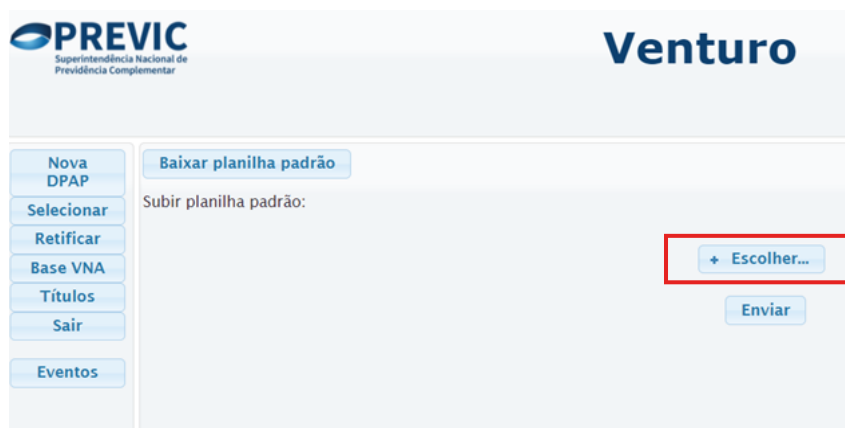 PREVIC
Superintendência Nacional de
Previdência Complementar
Venturo
Nova
DPAP
Selecionar
Retificar
Base VNA
Títulos
Sair
Eventos
Baixar planilha padrão
Subir planilha padrão:
+ Escolher...
Enviar